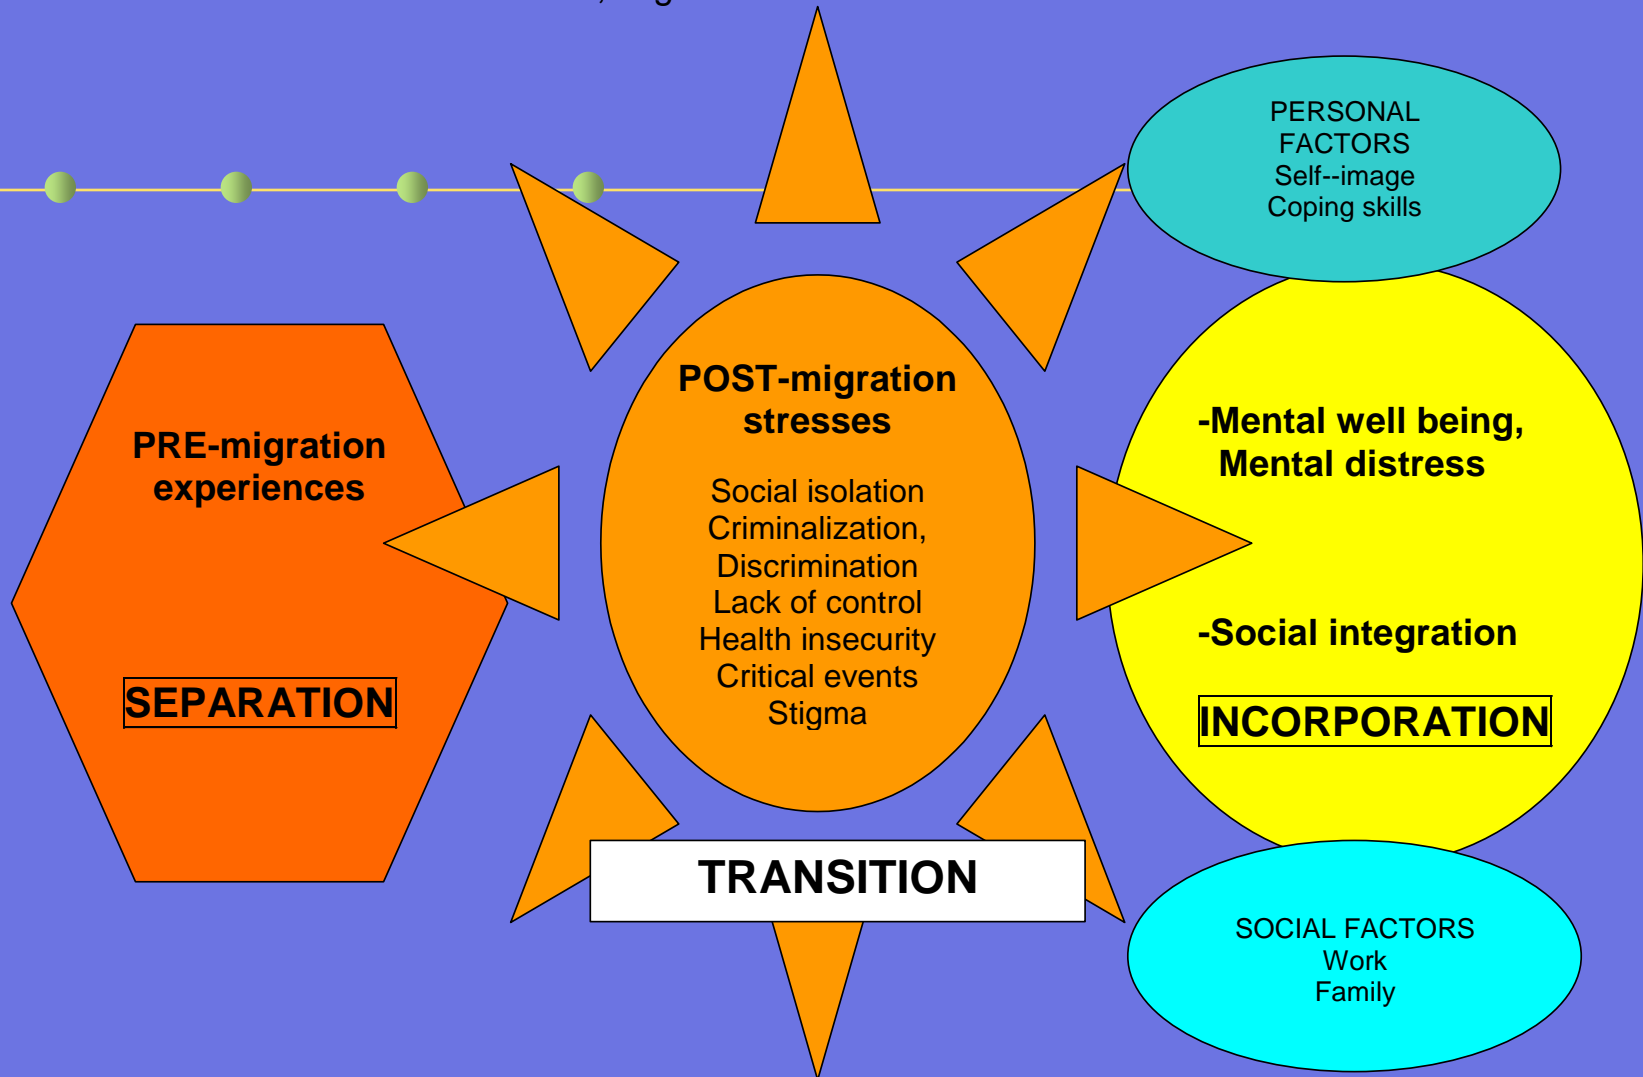 PRE-migration
experiences
SEPARATION
POST-migration
stresses
Social isolation
Criminalization,
Discrimination
Lack of control
Health insecurity
Critical events
Stigma
TRANSITION
PERSONAL
FACTORS
Self--image
Coping skills
-Mental well being,
Mental distress
-Social integration
INCORPORATION
SOCIAL FACTORS
Work
Family